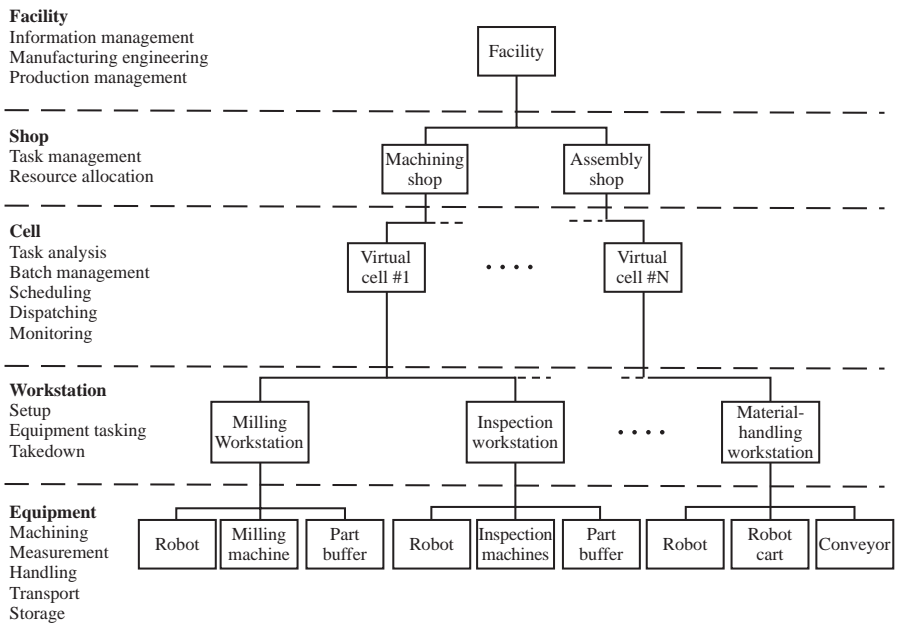 Facility
Information management
Manufacturing engineering
Production management
Facility
Shop
Task management
Resource allocation
Machining
shop
Assembly
shop
Cell
Task analysis
Batch management
Scheduling
Dispatching
Monitoring
Virtual
cell #1
. . . .
Virtual
cell #N
Workstation
Setup
Equipment tasking
Takedown
Milling
Workstation
Inspection
workstation
. . . .
Material-
handling
workstation
Equipment
Machining
Measurement
Handling
Transport
Storage
Robot
Milling
machine
Part
buffer
Robot
Inspection
machines
Part
buffer
Robot
Robot
cart
Conveyor